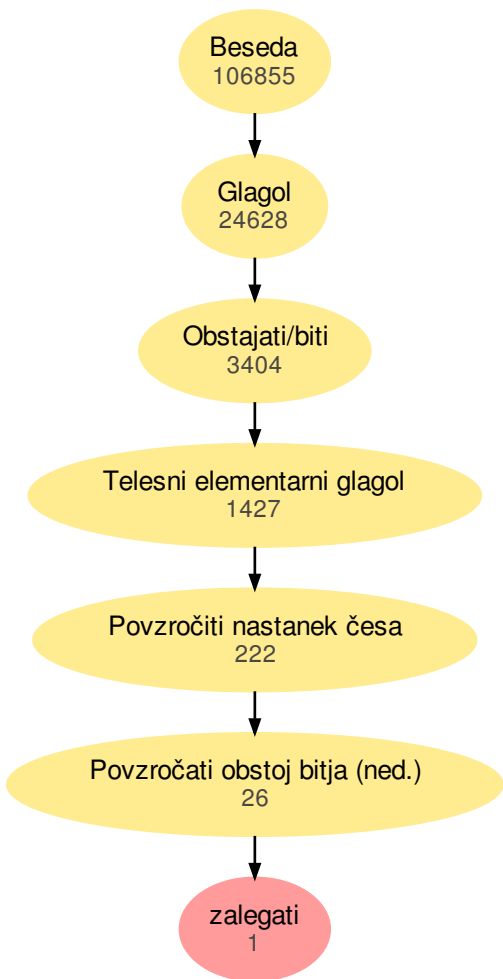 Beseda
106855
Glagol
24628
Obstajati/biti
3404
Telesni elementarni glagol
1427
Povzročiti nastanek česa
222
Povzročati obstoj bitja (ned.)
26
zalegati
1